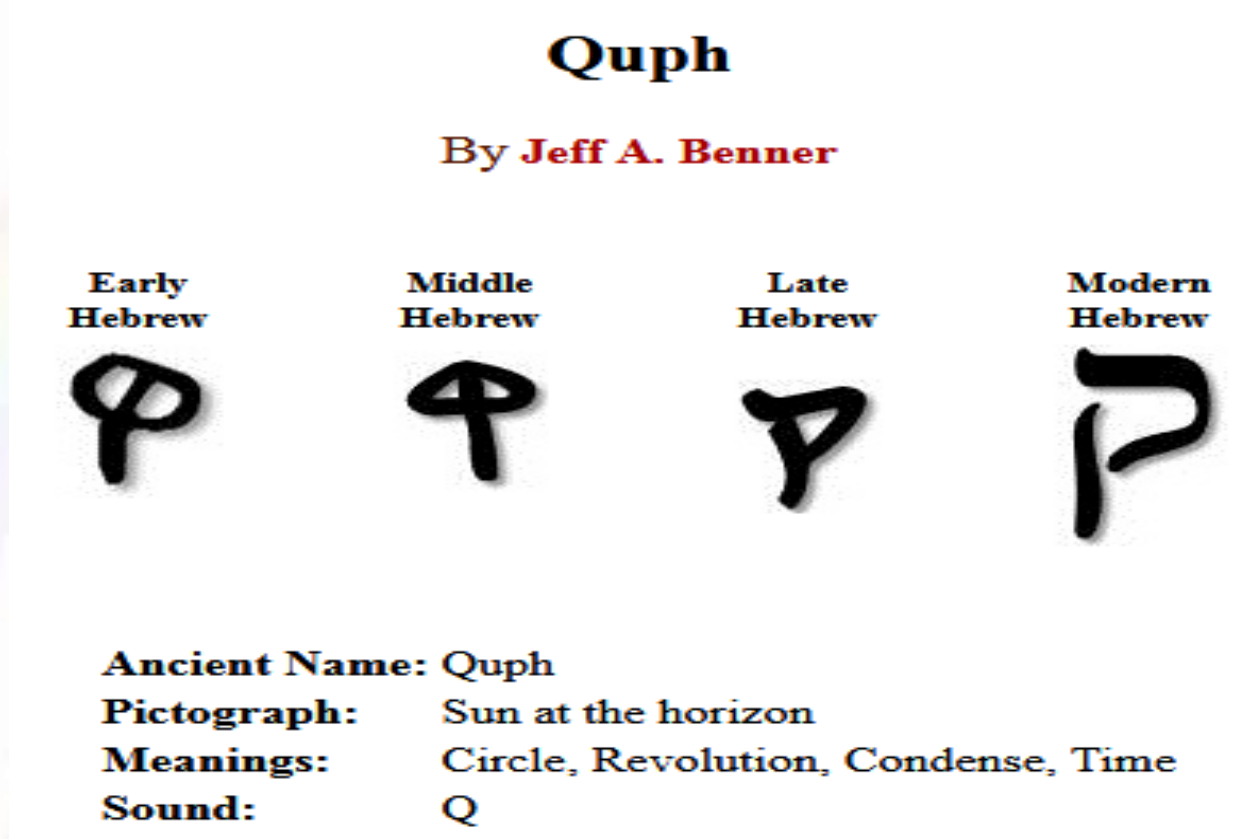 Quph
By Jeff A. Benner
Early Hebrew
Middle Hebrew
Late Hebrew
Modern Hebrew
ק
Ancient Name: Quph
Pictograph: Sun at the horizon
Meanings: Circle, Revolution, Condense, Time
Sound: Q